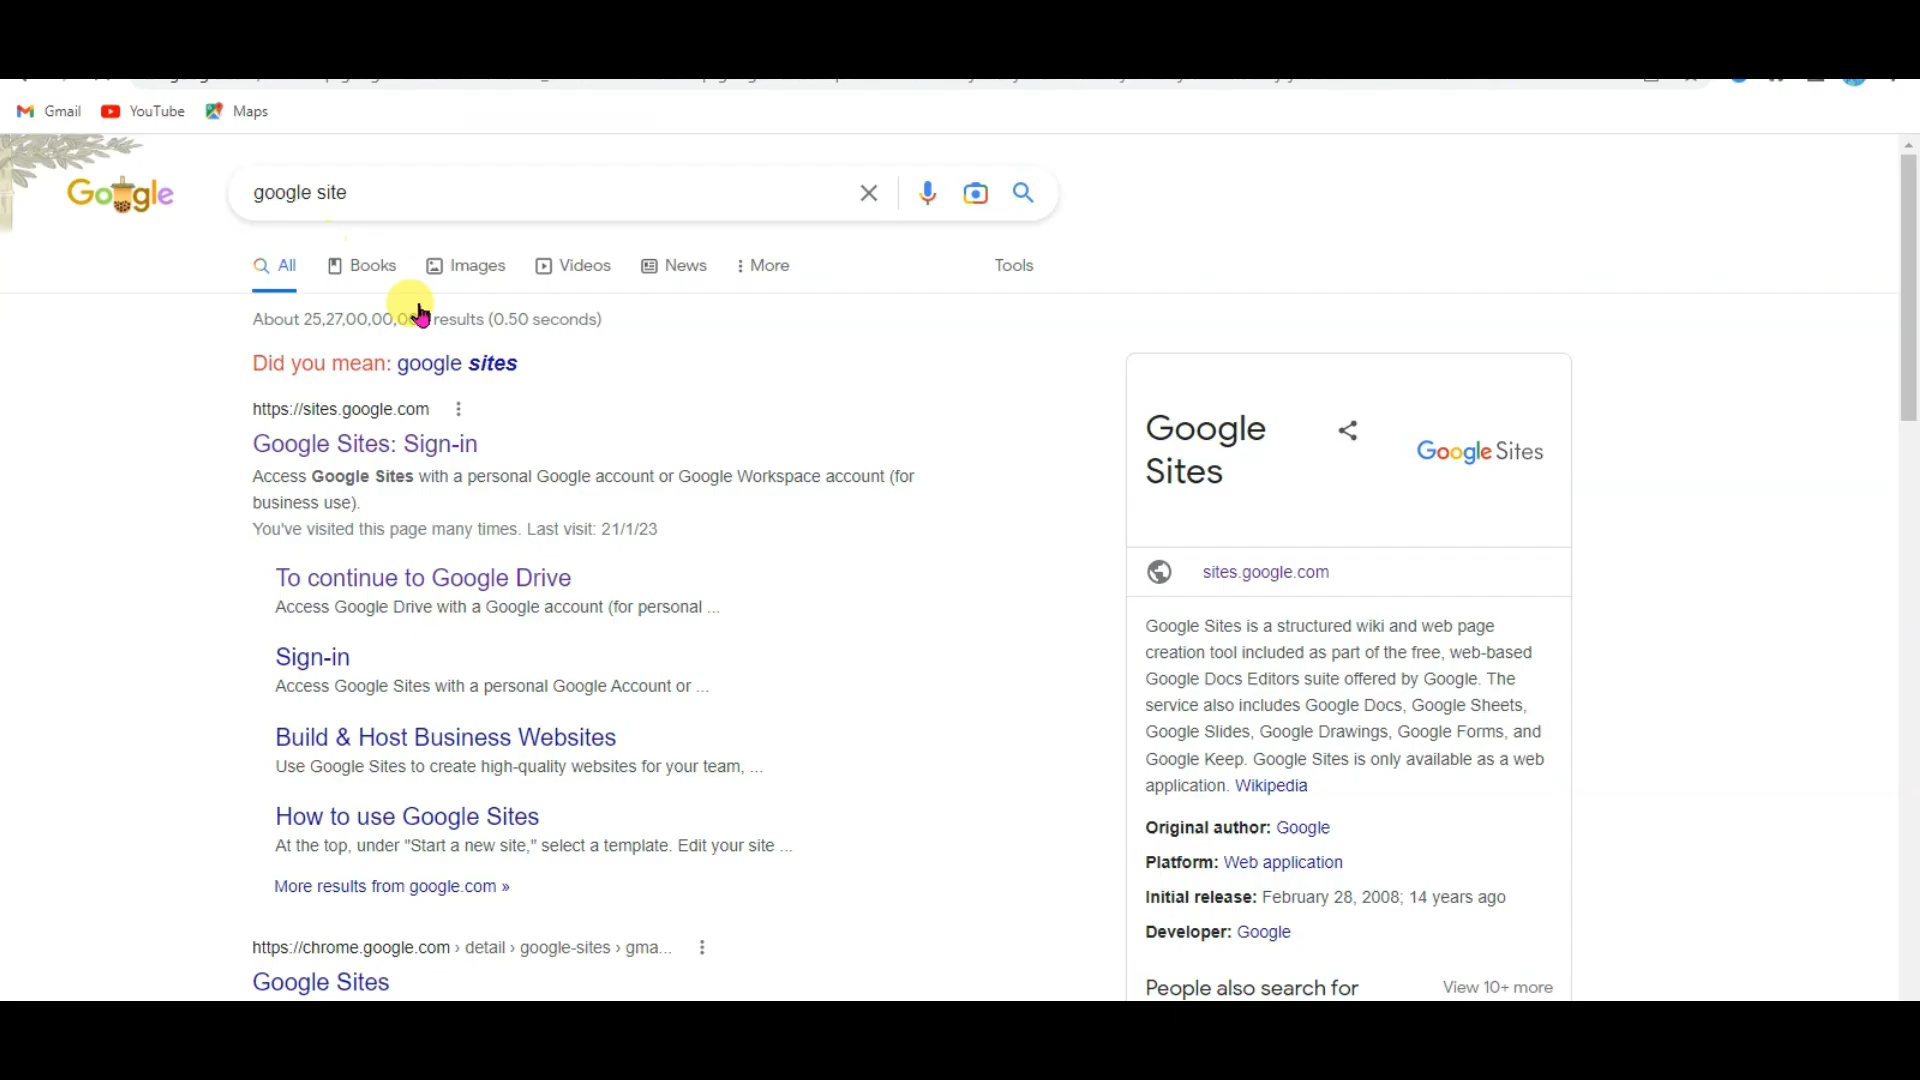 Gmail YouTube Maps
Google google site
All Books Images Videos News More Tools
About 25,27,00,00,0 results (0.50 seconds)
Did you mean: google sites
https://sites.google.com
Google Sites: Sign-in
Access Google Sites with a personal Google account or Google Workspace account (for
business use).
You've visited this page many times. Last visit: 21/1/23
To continue to Google Drive
Access Google Drive with a Google account (for personal ...
Sign-in
Access Google Sites with a personal Google Account or ...
Build & Host Business Websites
Use Google Sites to create high-quality websites for your team, ...
How to use Google Sites
At the top, under "Start a new site," select a template. Edit your site ...
More results from google.com »
https://chrome.google.com › detail › google-sites › gma...
Google Sites
Google
Sites
Google Sites
sites.google.com
Google Sites is a structured wiki and web page
creation tool included as part of the free, web-based
Google Docs Editors suite offered by Google. The
service also includes Google Docs, Google Sheets,
Google Slides, Google Drawings, Google Forms, and
Google Keep. Google Sites is only available as a web
application. Wikipedia
Original author: Google
Platform: Web application
Initial release: February 28, 2008; 14 years ago
Developer: Google
People also search for View 10+ more